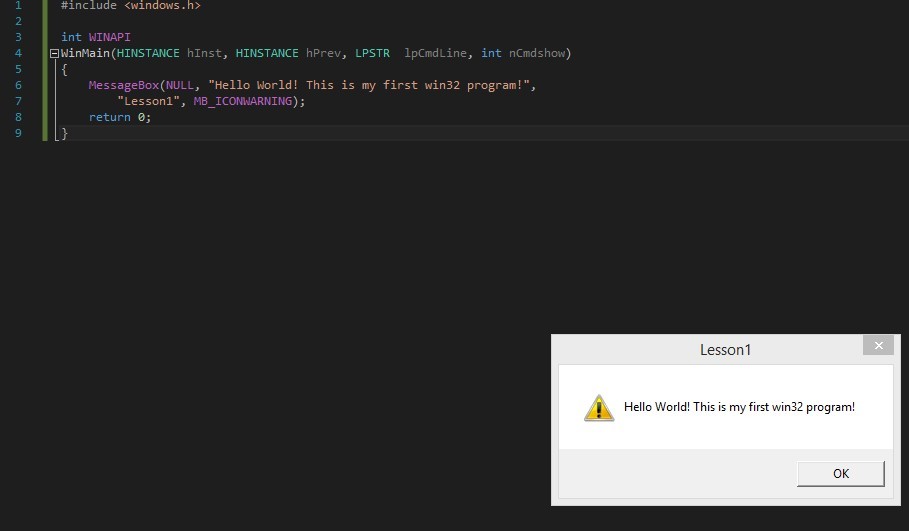 1 #include <windows.h>
2
3 int WINAPI
4 WinMain(HINSTANCE hInst, HINSTANCE hPrev, LPSTR  lpCmdLine, int nCmdshow)
5 {
6     MessageBox(NULL, "Hello World! This is my first win32 program!",
7         "Lesson1", MB_ICONWARNING);
8     return 0;
9 }
Lesson1
Hello World! This is my first win32 program!
OK